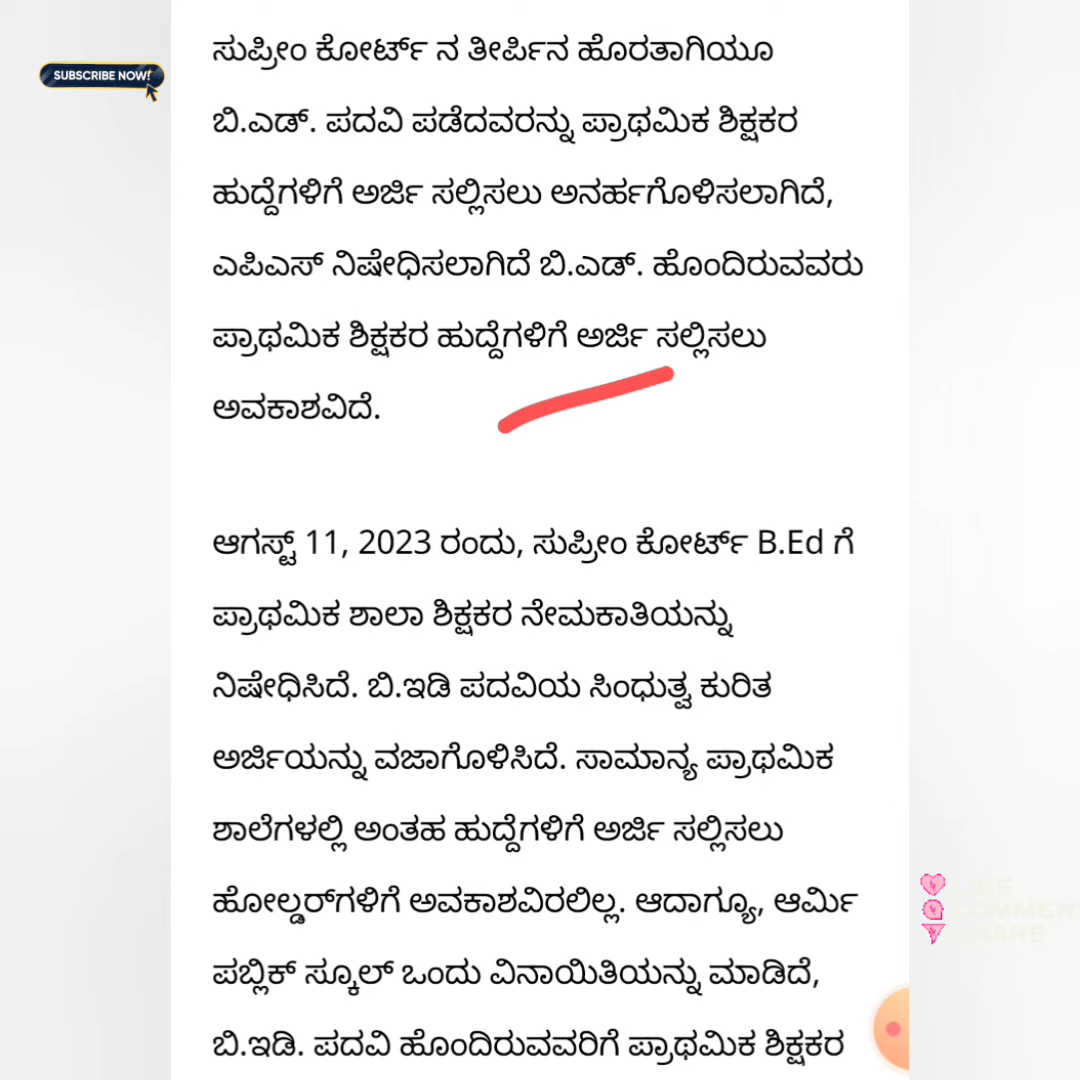 ಸುಪ್ರೀಂ ಕೋರ್ಟ್ ನ ತೀರ್ಪಿನ ಹೊರತಾಗಿಯೂ
SUBSCRIBE NOW!
ಬಿ.ಎಡ್. ಪದವಿ ಪಡೆದವರನ್ನು ಪ್ರಾಥಮಿಕ ಶಿಕ್ಷಕರ
ಹುದ್ದೆಗಳಿಗೆ ಅರ್ಜಿ ಸಲ್ಲಿಸಲು ಅನರ್ಹಗೊಳಿಸಲಾಗಿದೆ,
ಎಪಿಎಸ್ ನಿಷೇಧಿಸಲಾಗಿದೆ ಬಿ.ಎಡ್. ಹೊಂದಿರುವವರು
ಪ್ರಾಥಮಿಕ ಶಿಕ್ಷಕರ ಹುದ್ದೆಗಳಿಗೆ ಅರ್ಜಿ ಸಲ್ಲಿಸಲು
ಅವಕಾಶವಿದೆ.
ಆಗಸ್ಟ್ 11, 2023 ರಂದು, ಸುಪ್ರೀಂ ಕೋರ್ಟ್ B.Ed ಗೆ
ಪ್ರಾಥಮಿಕ ಶಾಲಾ ಶಿಕ್ಷಕರ ನೇಮಕಾತಿಯನ್ನು
ನಿಷೇಧಿಸಿದೆ. ಬಿ.ಇಡಿ ಪದವಿಯ ಸಿಂಧುತ್ವ ಕುರಿತ
ಅರ್ಜಿಯನ್ನು ವಜಾಗೊಳಿಸಿದೆ. ಸಾಮಾನ್ಯ ಪ್ರಾಥಮಿಕ
ಶಾಲೆಗಳಲ್ಲಿ ಅಂತಹ ಹುದ್ದೆಗಳಿಗೆ ಅರ್ಜಿ ಸಲ್ಲಿಸಲು
ಹೋಲ್ಡರ್‌ಗಳಿಗೆ ಅವಕಾಶವಿರಲಿಲ್ಲ. ಆದಾಗ್ಯೂ, ಆರ್ಮಿ
ಪಬ್ಲಿಕ್ ಸ್ಕೂಲ್ ಒಂದು ವಿನಾಯಿತಿಯನ್ನು ಮಾಡಿದೆ,
ಬಿ.ಇಡಿ. ಪದವಿ ಹೊಂದಿರುವವರಿಗೆ ಪ್ರಾಥಮಿಕ ಶಿಕ್ಷಕರ